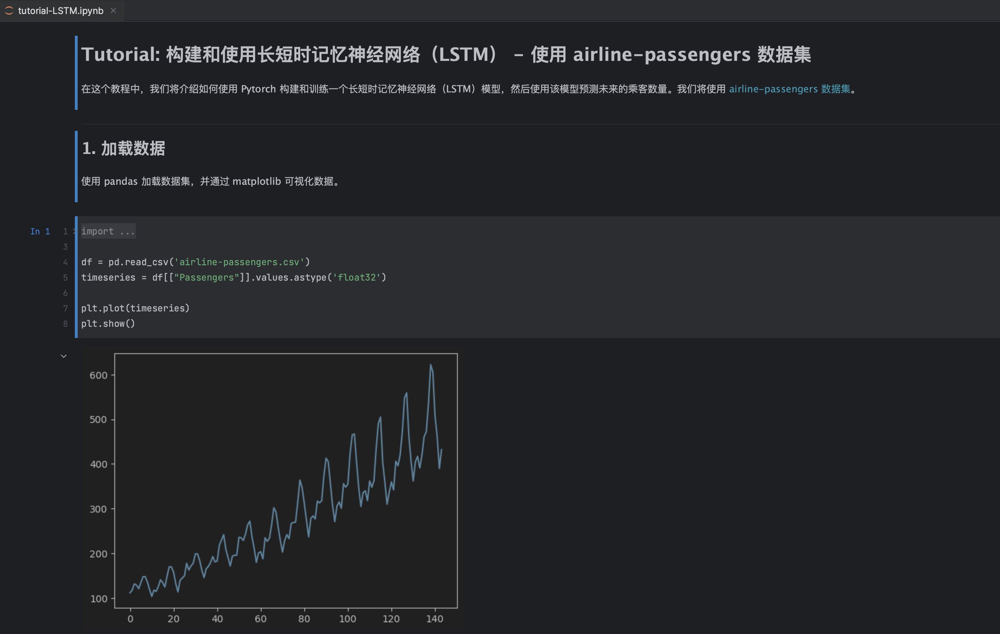 tutorial-LSTM.ipynb
Tutorial: 构建和使用长短时记忆神经网络（LSTM） - 使用 airline-passengers 数据集
在这个教程中，我们将介绍如何使用 Pytorch 构建和训练一个长短时记忆神经网络（LSTM）模型，然后使用该模型预测未来的乘客数量。我们将使用 airline-passengers 数据集。
1. 加载数据
使用 pandas 加载数据集，并通过 matplotlib 可视化数据。
In 1
1 import ...
3
4 df = pd.read_csv('airline-passengers.csv')
5 timeseries = df[["Passengers"]].values.astype('float32')
6
7 plt.plot(timeseries)
8 plt.show()
600
500
400
300
200
100
0 20 40 60 80 100 120 140